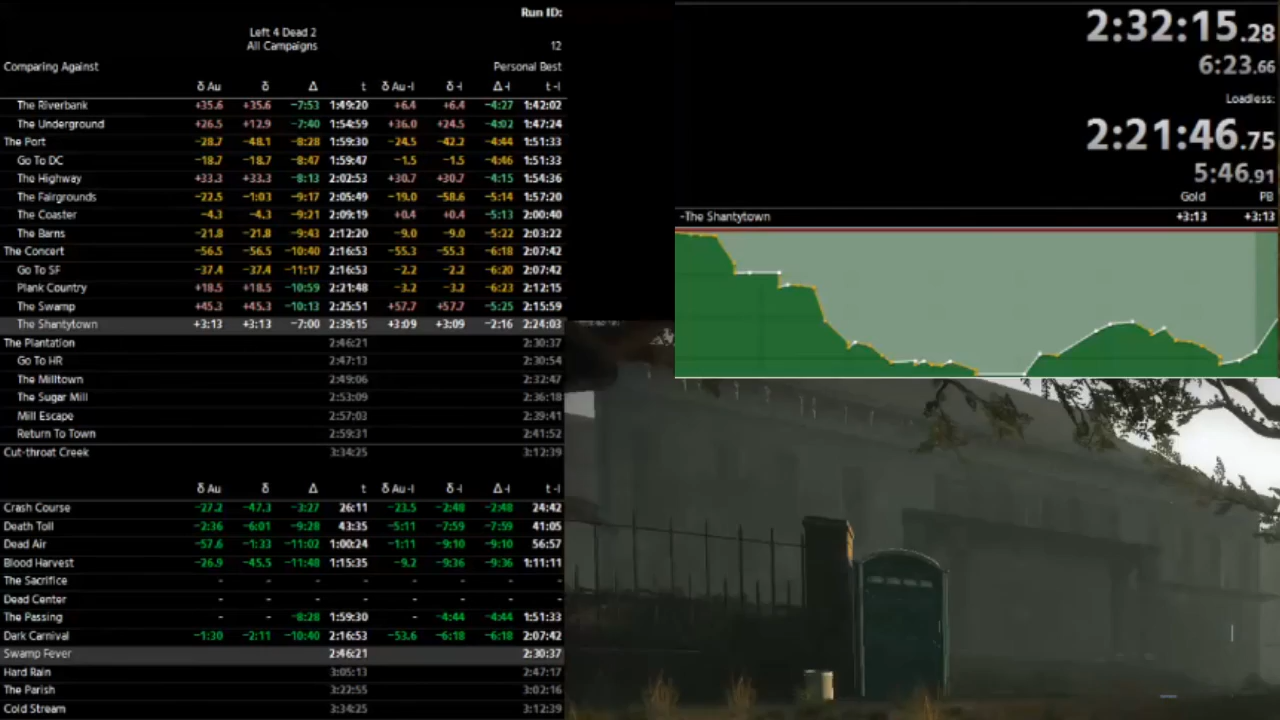 Run ID:
Left 4 Dead 2
All Campaigns 12
Comparing Against Personal Best
δ Au δ Δ t δ Au -l δ -l Δ -l t -l
The Riverbank +35.6 +35.6 −7:53 1:49:20 +6.4 +6.4 −4:27 1:42:02
The Underground +26.5 +12.9 −7:40 1:54:59 +36.0 +24.5 −4:02 1:47:24
The Port −28.7 −48.1 −8:28 1:59:30 −24.5 −42.2 −4:44 1:51:33
Go To DC −18.7 −18.7 −8:47 1:59:47 −1.5 −1.5 −4:46 1:51:33
The Highway +33.3 +33.3 −8:13 2:02:53 +30.7 +30.7 −4:15 1:54:36
The Fairgrounds −22.5 −1:03 −9:17 2:05:49 −19.0 −58.6 −5:14 1:57:20
The Coaster −4.3 −4.3 −9:21 2:09:19 +0.4 +0.4 −5:13 2:00:40
The Barns −21.8 −21.8 −9:43 2:12:20 −9.0 −9.0 −5:22 2:03:22
The Concert −56.5 −56.5 −10:40 2:16:53 −55.3 −55.3 −6:18 2:07:42
Go To SF −37.4 −37.4 −11:17 2:16:53 −2.2 −2.2 −6:20 2:07:42
Plank Country +18.5 +18.5 −10:59 2:21:48 −3.2 −3.2 −6:23 2:12:15
The Swamp +45.3 +45.3 −10:13 2:25:51 +57.7 +57.7 −5:25 2:15:59
The Shantytown +3:13 +3:13 −7:00 2:39:15 +3:09 +3:09 −2:16 2:24:03
The Plantation 2:46:21 2:30:37
Go To HR 2:47:13 2:30:54
The Milltown 2:49:06 2:32:47
The Sugar Mill 2:53:09 2:36:18
Mill Escape 2:57:03 2:39:41
Return To Town 2:59:31 2:41:52
Cut-throat Creek 3:34:25 3:12:39
δ Au δ Δ t δ Au -l δ -l Δ -l t -l
Crash Course −27.2 −47.3 −3:27 26:11 −23.5 −2:48 −2:48 24:42
Death Toll −2:36 −6:01 −9:28 43:35 −5:11 −7:59 −7:59 41:05
Dead Air −57.6 −1:33 −11:02 1:00:24 −1:11 −9:10 −9:10 56:57
Blood Harvest −26.9 −45.5 −11:48 1:15:35 −9.2 −9:36 −9:36 1:11:11
The Sacrifice - - - - - - - -
Dead Center - - - - - - - -
The Passing - - −8:28 1:59:30 - −4:44 −4:44 1:51:33
Dark Carnival −1:30 −2:11 −10:40 2:16:53 −53.6 −6:18 −6:18 2:07:42
Swamp Fever 2:46:21 2:30:37
Hard Rain 3:05:13 2:47:17
The Parish 3:22:55 3:02:16
Cold Stream 3:34:25 3:12:39
2:32:15.28
6:23.66
Loadless:
2:21:46.75
5:46.91
Gold PB
-The Shantytown +3:13 +3:13